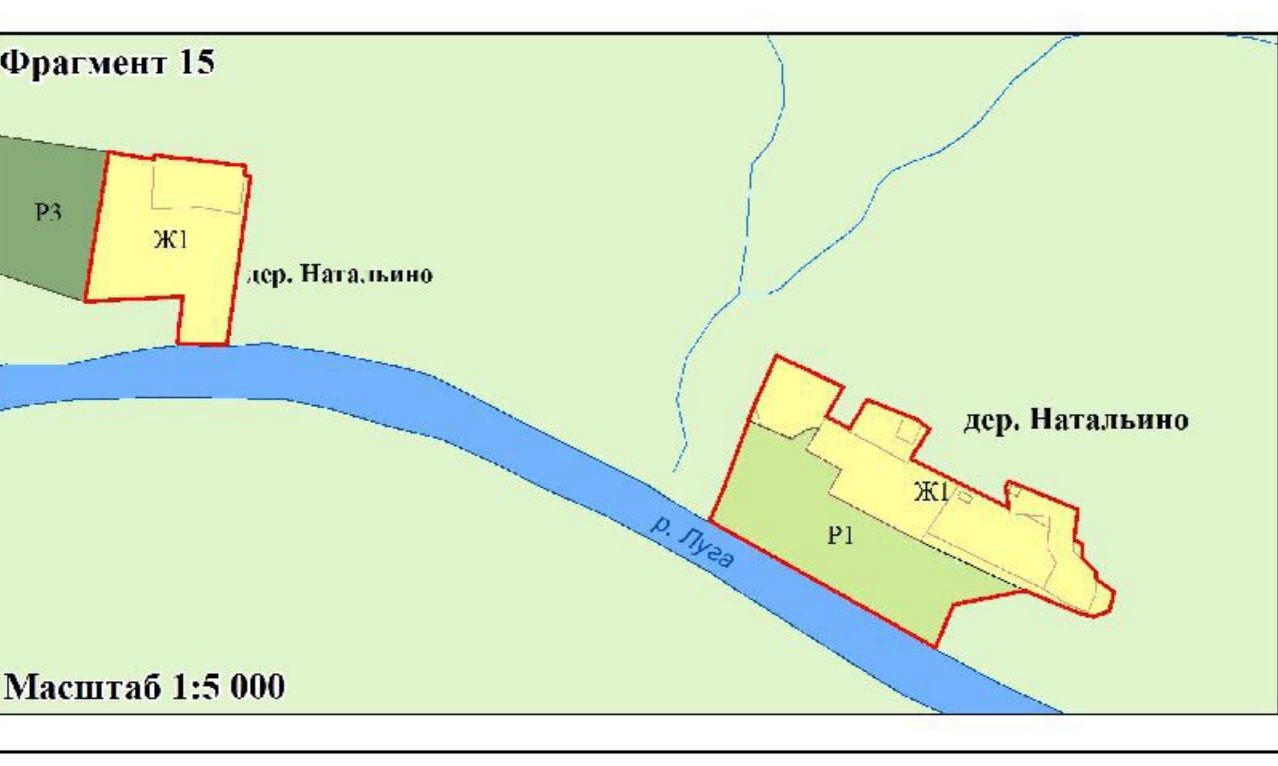 Фрагмент 15
Р3
Ж1
дер. Натальино
дер. Натальино
Ж1
Р1
р. Луга
Масштаб 1:5 000